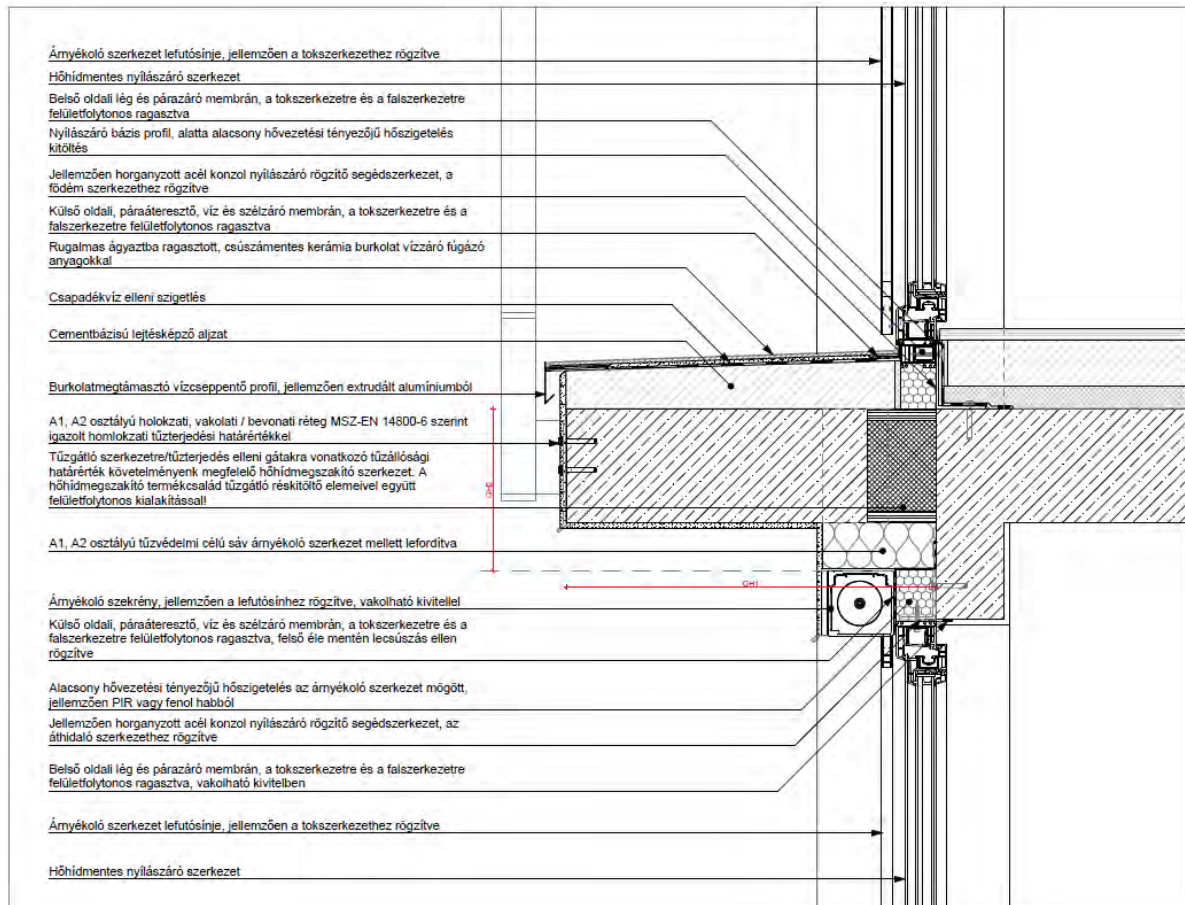 Árnyékoló szerkezet lefutósínje, jellemzően a tokszerkezethez rögzítve
Hőhídmentes nyílászáró szerkezet
Belső oldali lég és párazáró membrán, a tokszerkezetre és a falszerkezetre
felületfolytonos ragasztva
Nyílászáró bázis profil, alatta alacsony hővezetési tényezőjű hőszigetelés
kitöltés
Jellemzően horganyzott acél konzol nyílászáró rögzítő segédszerkezet, a
födém szerkezethez rögzítve
Külső oldali, páraáteresztő, víz és szélzáró membrán, a tokszerkezetre és a
falszerkezetre felületfolytonos ragasztva
Rugalmas ágyaztba ragasztott, csúszámentes kerámia burkolat vízzáró fúgázó
anyagokkal
Csapadékvíz elleni szigetlés
Cementbázisú lejtésképző aljzat
Burkolatmegtámasztó vízcseppentő profil, jellemzően extrudált alumíniumból
A1, A2 osztályú holokzati, vakolati / bevonati réteg MSZ-EN 14800-6 szerint
igazolt homlokzati tűzterjedési határértékkel
Tűzgátló szerkezetre/tűzterjedés elleni gátakra vonatkozó tűzállósági
határérték követelményenk megfelelő hőhídmegszakító szerkezet. A
hőhídmegszakító termékcsalád tűzgátló réskitöltő elemeivel együtt
felületfolytonos kialakítással!
A1, A2 osztályú tűzvédelmi célú sáv árnyékoló szerkezet mellett lefordítva
Árnyékoló szekrény, jellemzően a lefutósínhez rögzítve, vakolható kivitellel
Külső oldali, páraáteresztő, víz és szélzáró membrán, a tokszerkezetre és a
falszerkezetre felületfolytonos ragasztva, felső éle mentén lecsúszás ellen
rögzítve
Alacsony hővezetési tényezőjű hőszigetelés az árnyékoló szerkezet mögött,
jellemzően PIR vagy fenol habból
Jellemzően horganyzott acél konzol nyílászáró rögzítő segédszerkezet, az
áthidaló szerkezethez rögzítve
Belső oldali lég és párazáró membrán, a tokszerkezetre és a falszerkezetre
felületfolytonos ragasztva, vakolható kivitelben
Árnyékoló szerkezet lefutósínje, jellemzően a tokszerkezethez rögzítve
Hőhídmentes nyílászáró szerkezet
GH2
GH1